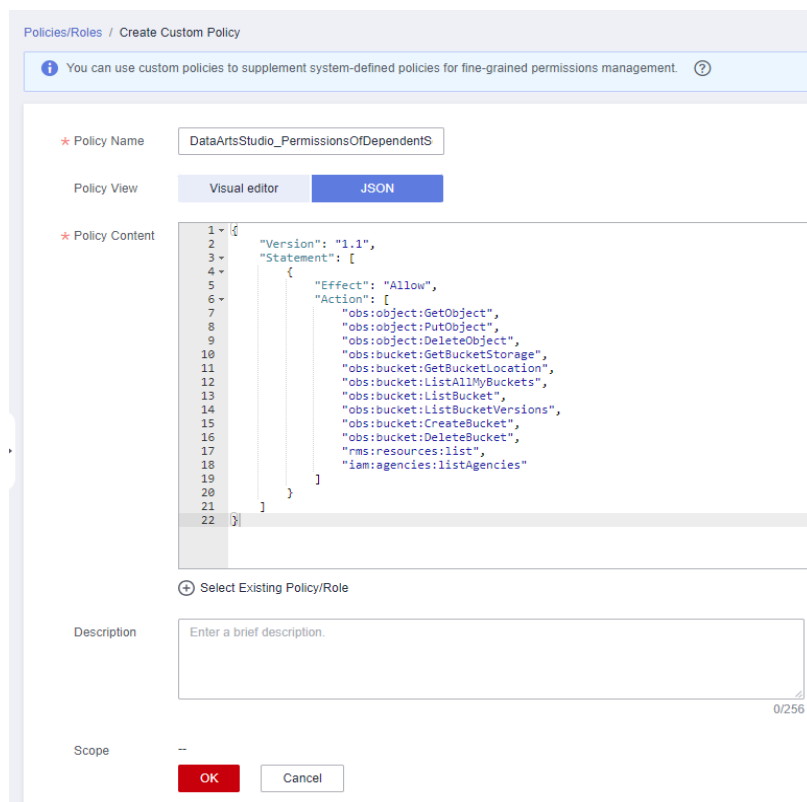 Policies/Roles / Create Custom Policy
You can use custom policies to supplement system-defined policies for fine-grained permissions management. ?
* Policy Name DataArtsStudio_PermissionsOfDependentS
Policy View Visual editor JSON
* Policy Content
1 {
2 "Version": "1.1",
3 "Statement": [
4 {
5 "Effect": "Allow",
6 "Action": [
7 "obs:object:GetObject",
8 "obs:object:PutObject",
9 "obs:object:DeleteObject",
10 "obs:bucket:GetBucketStorage",
11 "obs:bucket:GetBucketLocation",
12 "obs:bucket:ListAllMyBuckets",
13 "obs:bucket:ListBucket",
14 "obs:bucket:ListBucketVersions",
15 "obs:bucket:CreateBucket",
16 "obs:bucket:DeleteBucket",
17 "rms:resources:list",
18 "iam:agencies:listAgencies"
19 ]
20 }
21 ]
22 }
Select Existing Policy/Role
Description Enter a brief description.
0/256
Scope --
OK Cancel